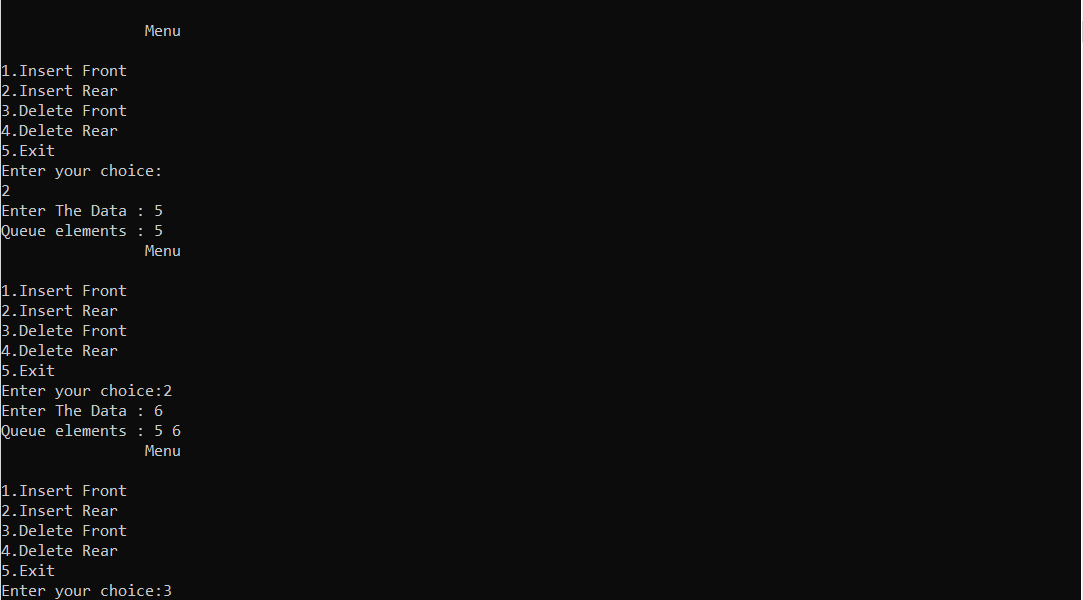 Menu
1.Insert Front
2.Insert Rear
3.Delete Front
4.Delete Rear
5.Exit
Enter your choice:
2
Enter The Data : 5
Queue elements : 5
Menu
1.Insert Front
2.Insert Rear
3.Delete Front
4.Delete Rear
5.Exit
Enter your choice:2
Enter The Data : 6
Queue elements : 5 6
Menu
1.Insert Front
2.Insert Rear
3.Delete Front
4.Delete Rear
5.Exit
Enter your choice:3